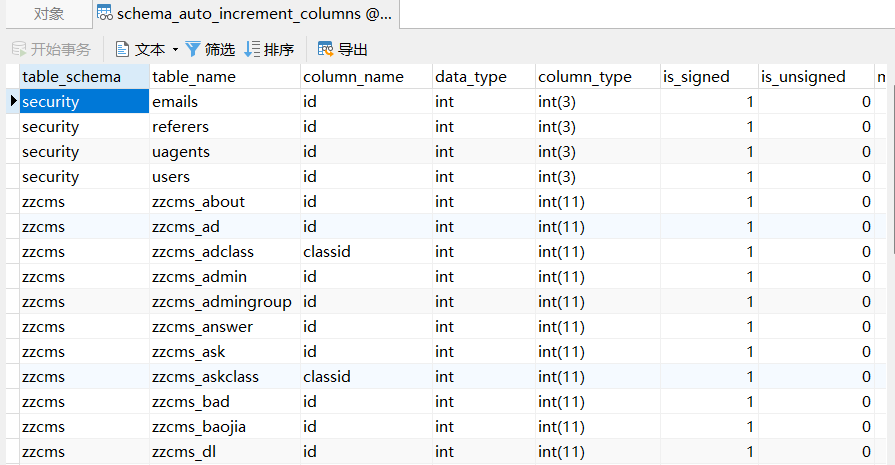 对象 schema_auto_increment_columns @...
开始事务 文本 筛选 排序 导出
table_schema table_name column_name data_type column_type is_signed is_unsigned m
security emails id int int(3) 1 0
security referers id int int(3) 1 0
security uagents id int int(3) 1 0
security users id int int(3) 1 0
zzcms zzcms_about id int int(11) 1 0
zzcms zzcms_ad id int int(11) 1 0
zzcms zzcms_adclass classid int int(11) 1 0
zzcms zzcms_admin id int int(11) 1 0
zzcms zzcms_admingroup id int int(11) 1 0
zzcms zzcms_answer id int int(11) 1 0
zzcms zzcms_ask id int int(11) 1 0
zzcms zzcms_askclass classid int int(11) 1 0
zzcms zzcms_bad id int int(11) 1 0
zzcms zzcms_baojia id int int(11) 1 0
zzcms zzcms_dl id int int(11) 1 0